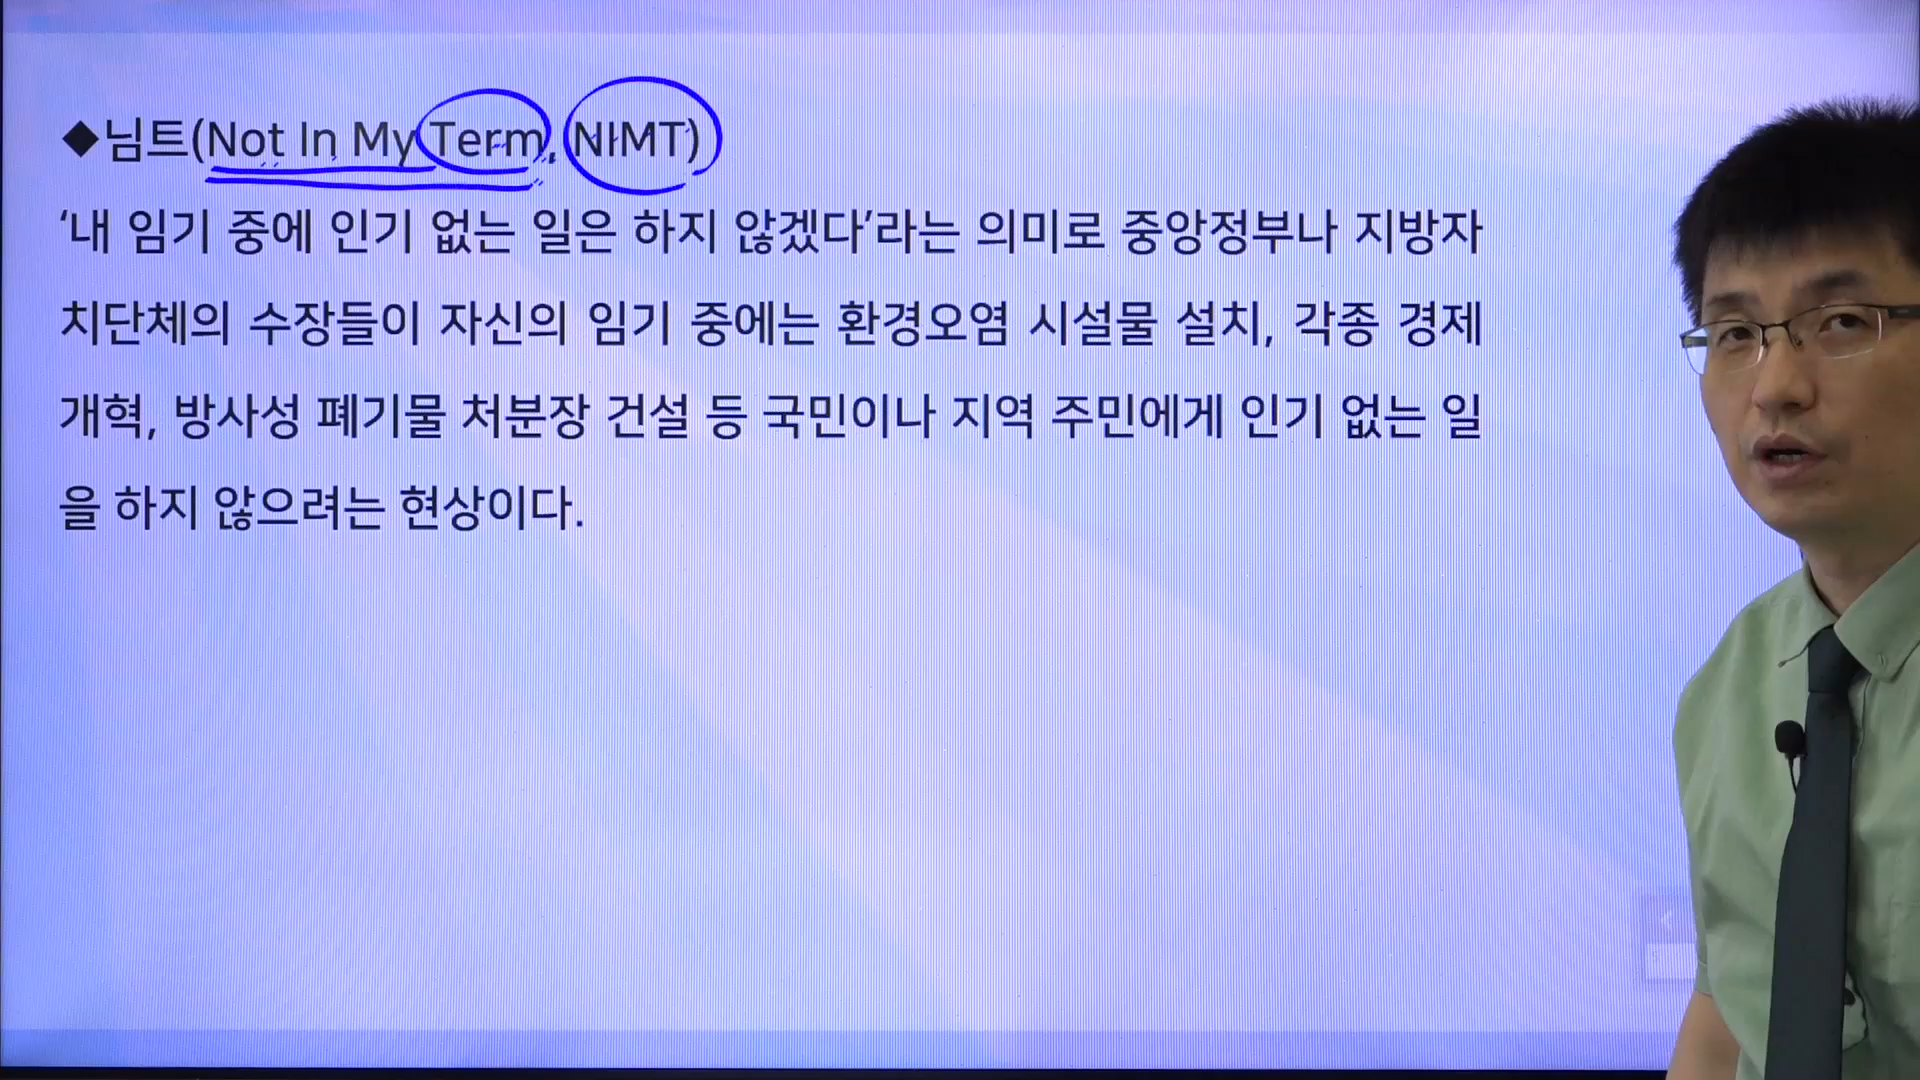 ◆님트(Not In My Term, NIMT)
‘내 임기 중에 인기 없는 일은 하지 않겠다’라는 의미로 중앙정부나 지방자
치단체의 수장들이 자신의 임기 중에는 환경오염 시설물 설치, 각종 경제
개혁, 방사성 폐기물 처분장 건설 등 국민이나 지역 주민에게 인기 없는 일
을 하지 않으려는 현상이다.